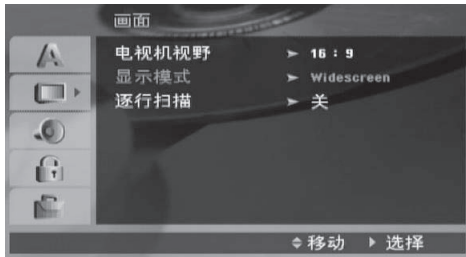 画面
A
电视机视野 ➤ 16 : 9
显示模式 ➤ Widescreen
逐行扫描 ➤ 关
移动 选择